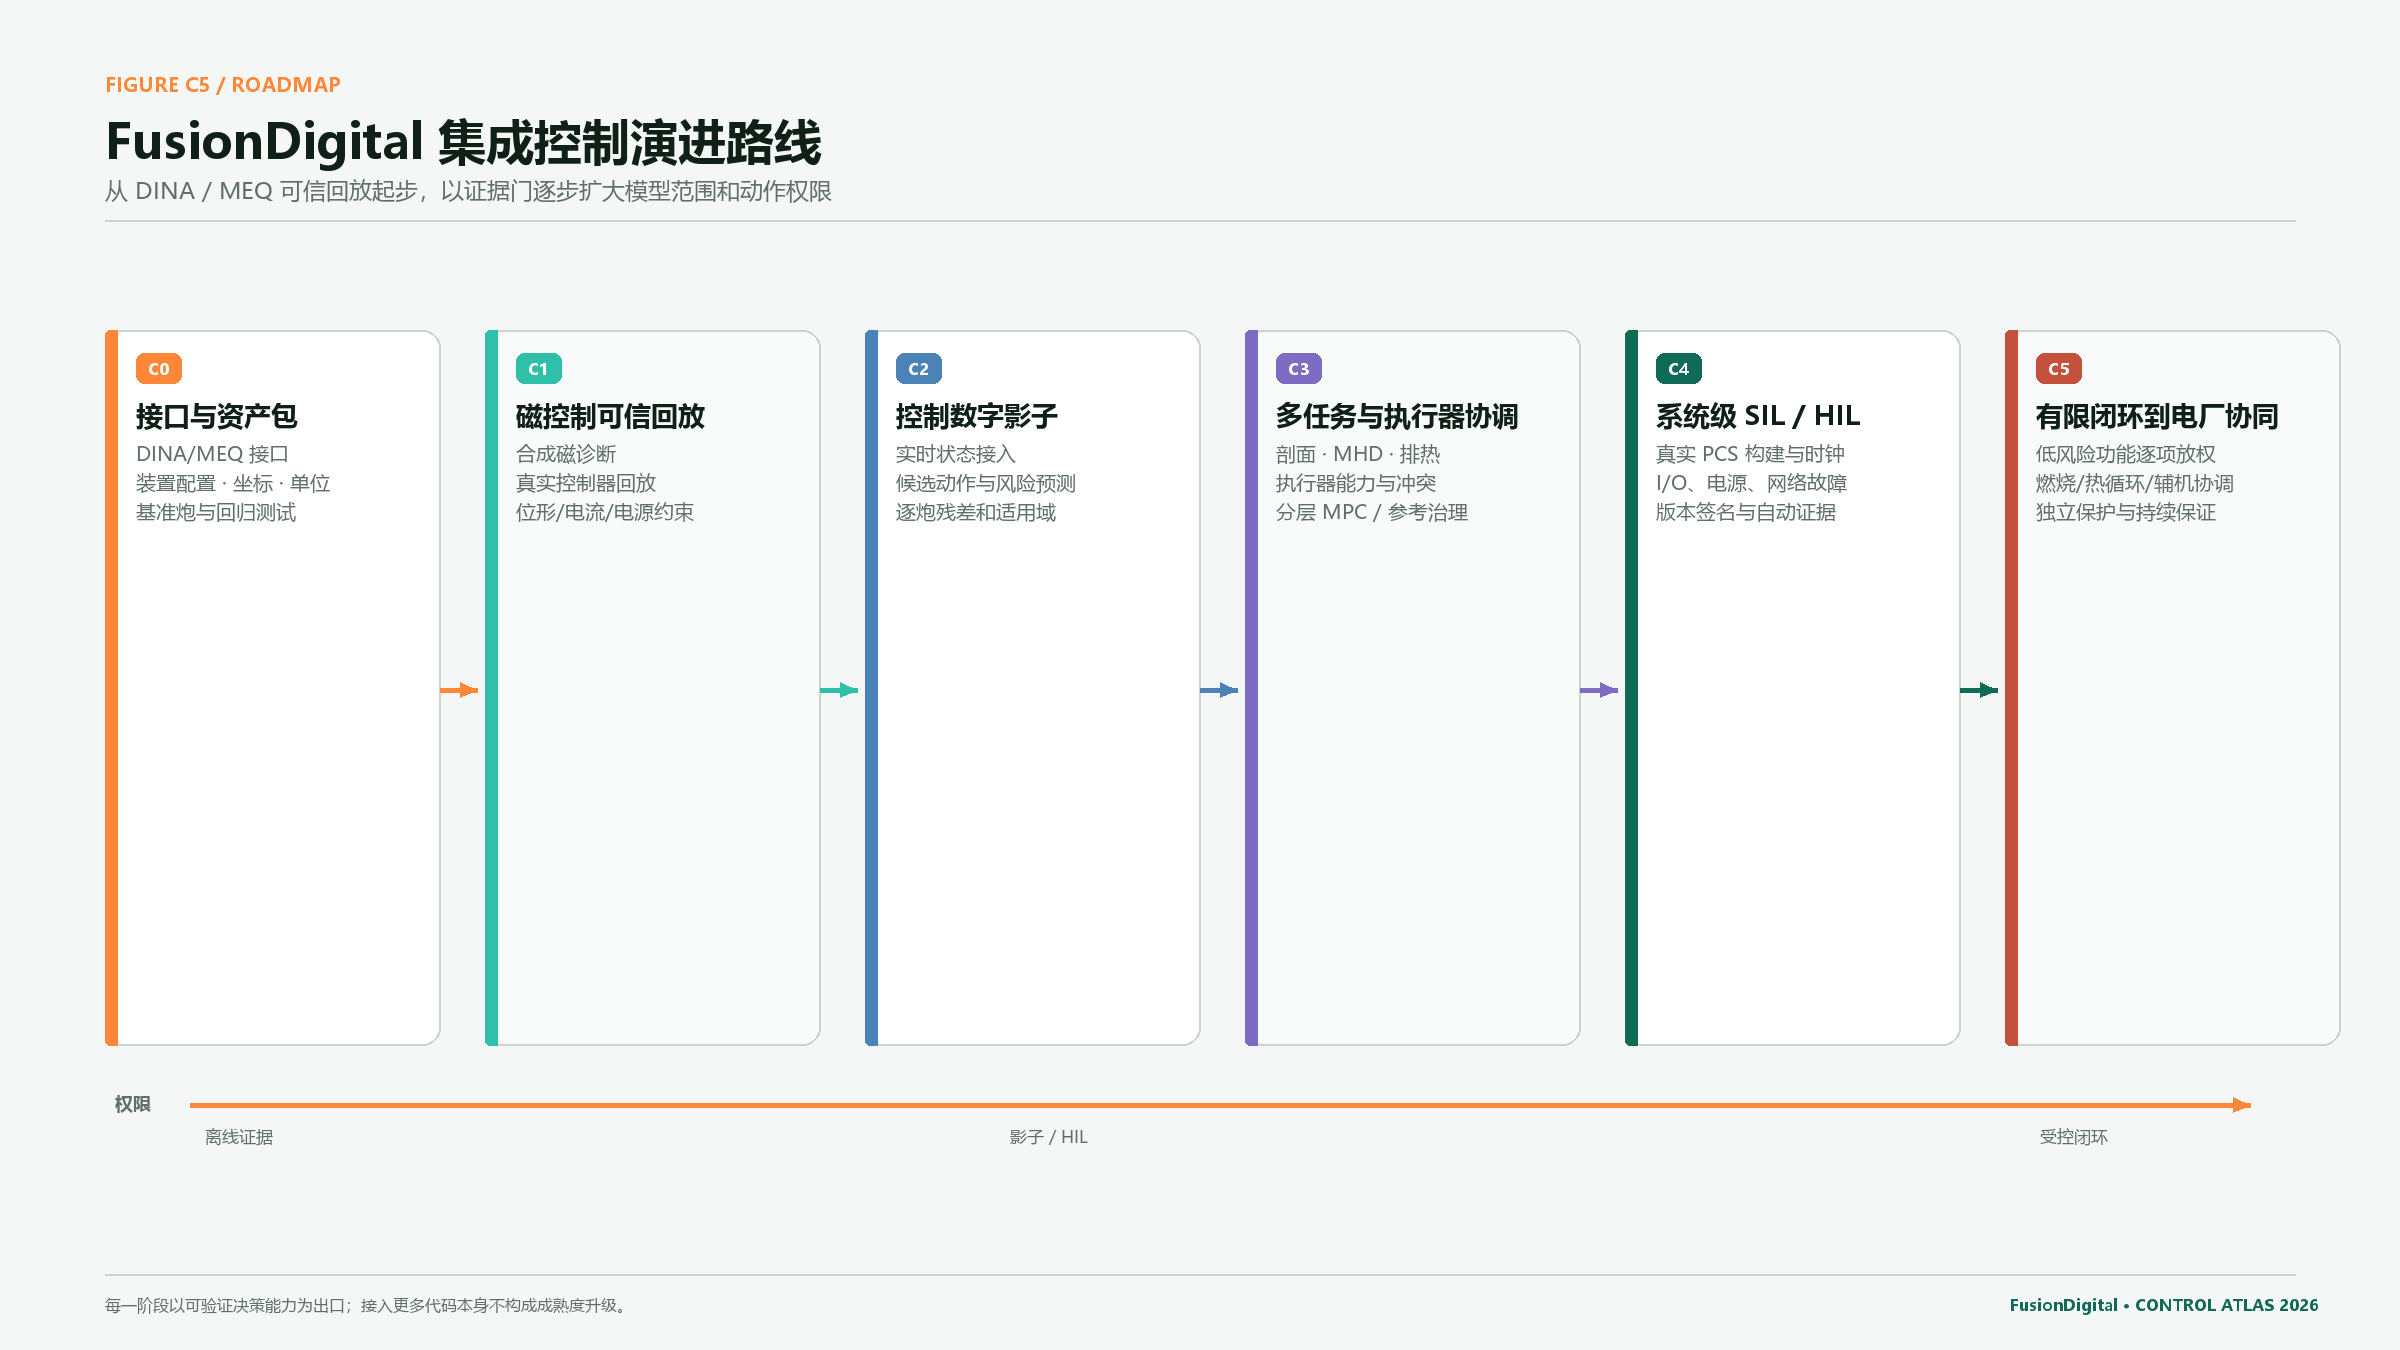 FIGURE C5 / ROADMAP
FusionDigital 集成控制演进路线
从 DINA / MEQ 可信回放起步，以证据门逐步扩大模型范围和动作权限
C0
接口与资产包
DINA/MEQ 接口
装置配置 · 坐标 · 单位
基准炮与回归测试
C1
磁控制可信回放
合成磁诊断
真实控制器回放
位形/电流/电源约束
C2
控制数字影子
实时状态接入
候选动作与风险预测
逐炮残差和适用域
C3
多任务与执行器协调
剖面 · MHD · 排热
执行器能力与冲突
分层 MPC / 参考治理
C4
系统级 SIL / HIL
真实 PCS 构建与时钟
I/O、电源、网络故障
版本签名与自动证据
C5
有限闭环到电厂协同
低风险功能逐项放权
燃烧/热循环/辅机协调
独立保护与持续保证
权限
离线证据
影子 / HIL
受控闭环
每一阶段以可验证决策能力为出口；接入更多代码本身不构成成熟度升级。
FusionDigital • CONTROL ATLAS 2026